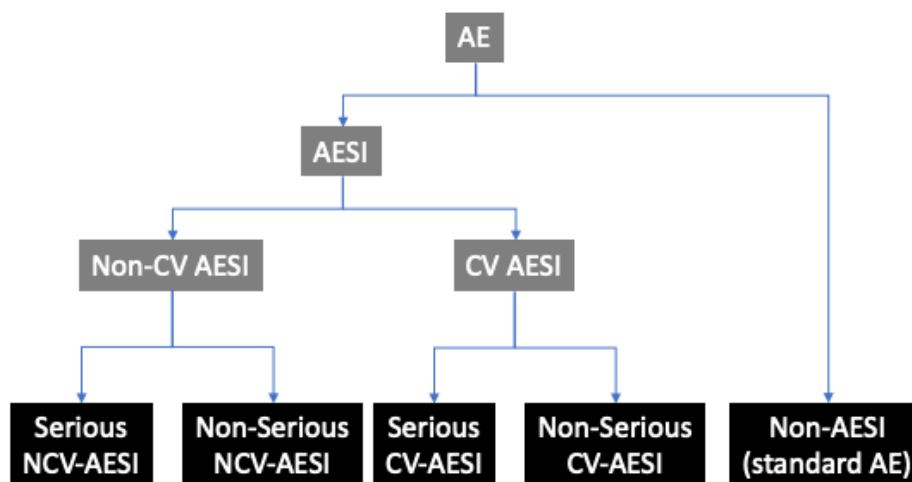 AE
AESI
Non-CV AESI
CV AESI
Serious
NCV-AESI
Non-Serious
NCV-AESI
Serious
CV-AESI
Non-Serious
CV-AESI
Non-AESI
(standard AE)